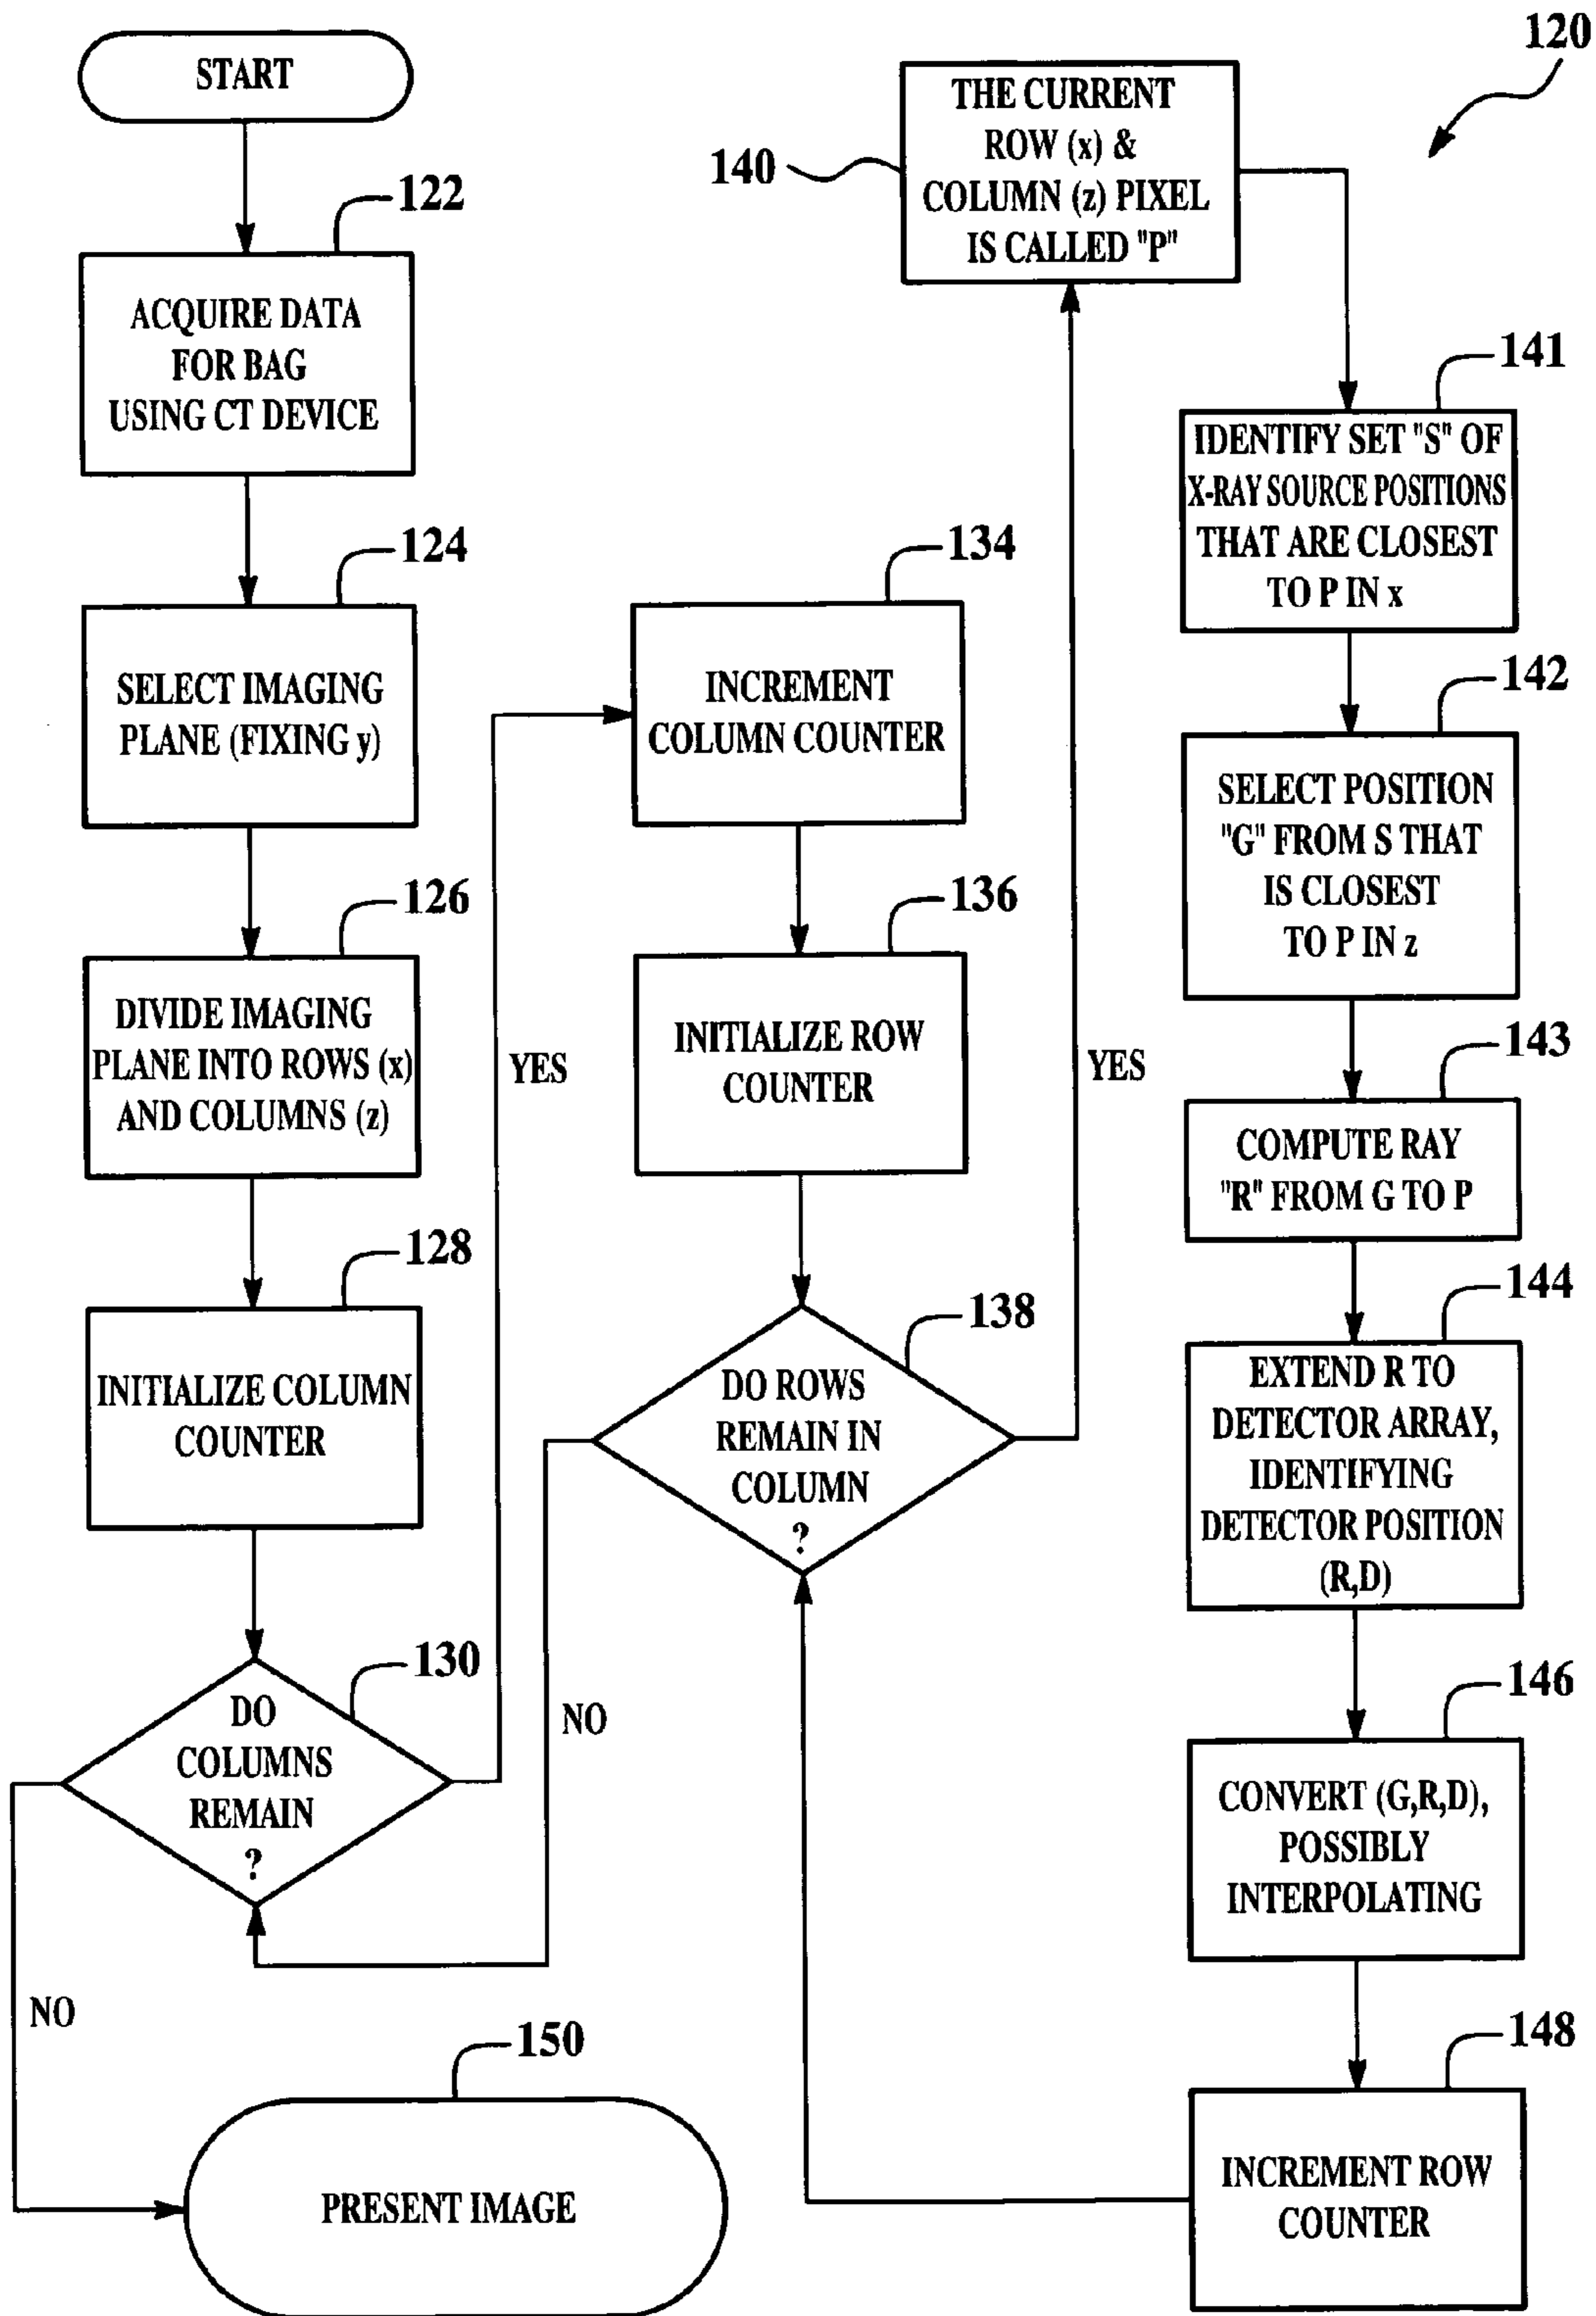 START
122
ACQUIRE DATA
FOR BAG
USING CT DEVICE
124
SELECT IMAGING
PLANE (FIXING y)
126
DIVIDE IMAGING
PLANE INTO ROWS (x)
AND COLUMNS (z)
128
INITIALIZE COLUMN
COUNTER
130
DO
COLUMNS
REMAIN
?
YES
NO
134
INCREMENT
COLUMN COUNTER
136
INITIALIZE ROW
COUNTER
138
DO ROWS
REMAIN IN
COLUMN
?
YES
NO
120
140
THE CURRENT
ROW (x) &
COLUMN (z) PIXEL
IS CALLED "P"
141
IDENTIFY SET "S" OF
X-RAY SOURCE POSITIONS
THAT ARE CLOSEST
TO P IN x
142
SELECT POSITION
"G" FROM S THAT
IS CLOSEST
TO P IN z
143
COMPUTE RAY
"R" FROM G TO P
144
EXTEND R TO
DETECTOR ARRAY,
IDENTIFYING
DETECTOR POSITION
(R,D)
146
CONVERT (G,R,D),
POSSIBLY
INTERPOLATING
148
INCREMENT ROW
COUNTER
150
PRESENT IMAGE